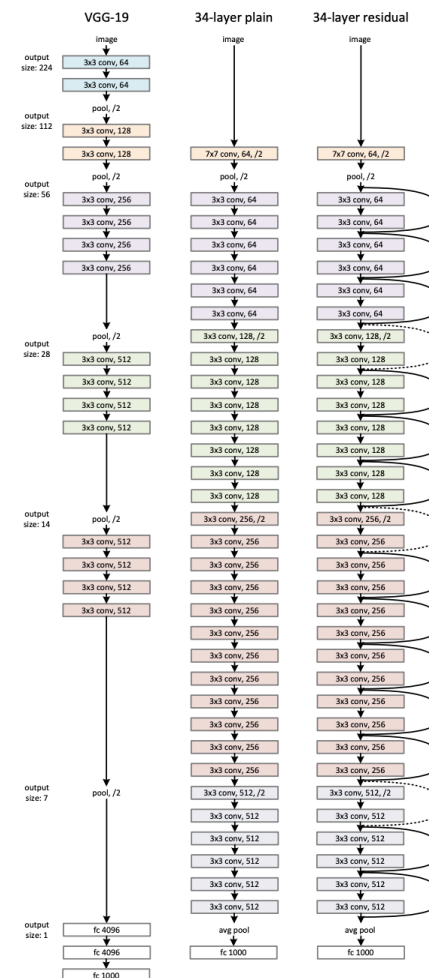 VGG-19
34-layer plain
34-layer residual
output
size: 224
output
size: 112
output
size: 56
output
size: 28
output
size: 14
output
size: 7
output
size: 1
image
3x3 conv, 64
3x3 conv, 64
pool, /2
3x3 conv, 128
3x3 conv, 128
pool, /2
3x3 conv, 256
3x3 conv, 256
3x3 conv, 256
3x3 conv, 256
pool, /2
3x3 conv, 512
3x3 conv, 512
3x3 conv, 512
3x3 conv, 512
pool, /2
3x3 conv, 512
3x3 conv, 512
3x3 conv, 512
3x3 conv, 512
pool, /2
fc 4096
fc 4096
fc 1000
image
7x7 conv, 64, /2
pool, /2
3x3 conv, 64
3x3 conv, 64
3x3 conv, 64
3x3 conv, 64
3x3 conv, 64
3x3 conv, 64
3x3 conv, 128, /2
3x3 conv, 128
3x3 conv, 128
3x3 conv, 128
3x3 conv, 128
3x3 conv, 128
3x3 conv, 128
3x3 conv, 128
3x3 conv, 256, /2
3x3 conv, 256
3x3 conv, 256
3x3 conv, 256
3x3 conv, 256
3x3 conv, 256
3x3 conv, 256
3x3 conv, 256
3x3 conv, 256
3x3 conv, 256
3x3 conv, 256
3x3 conv, 256
3x3 conv, 512, /2
3x3 conv, 512
3x3 conv, 512
3x3 conv, 512
3x3 conv, 512
3x3 conv, 512
avg pool
fc 1000
image
7x7 conv, 64, /2
pool, /2
3x3 conv, 64
3x3 conv, 64
3x3 conv, 64
3x3 conv, 64
3x3 conv, 64
3x3 conv, 64
3x3 conv, 128, /2
3x3 conv, 128
3x3 conv, 128
3x3 conv, 128
3x3 conv, 128
3x3 conv, 128
3x3 conv, 128
3x3 conv, 128
3x3 conv, 256, /2
3x3 conv, 256
3x3 conv, 256
3x3 conv, 256
3x3 conv, 256
3x3 conv, 256
3x3 conv, 256
3x3 conv, 256
3x3 conv, 256
3x3 conv, 256
3x3 conv, 256
3x3 conv, 256
3x3 conv, 512, /2
3x3 conv, 512
3x3 conv, 512
3x3 conv, 512
3x3 conv, 512
3x3 conv, 512
avg pool
fc 1000